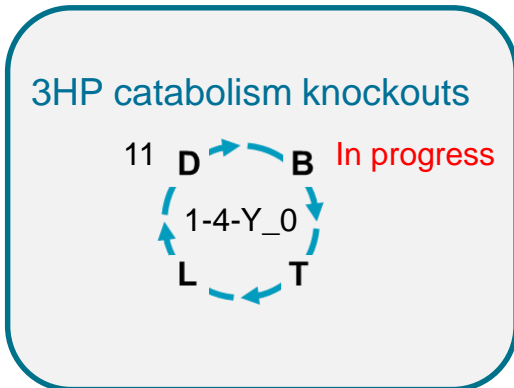 3HP catabolism knockouts
11 D B In progress
1-4-Y_0
L T